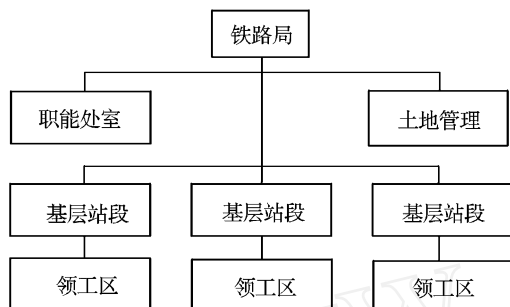 铁路局
职能处室
土地管理
基层站段
基层站段
基层站段
领工区
领工区
领工区